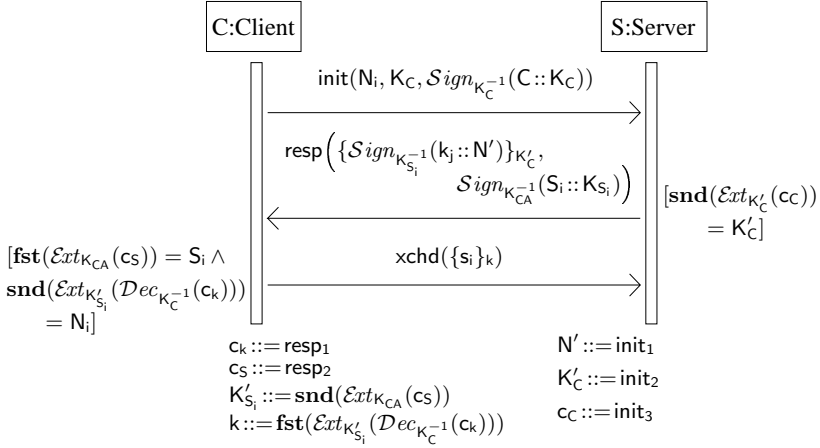 C:Client
S:Server
init(N_i, K_C, Sign_{K_C^{-1}}(C::K_C))
resp({Sign_{K_{S_i}^{-1}}(k_j::N')}_{K'_C},
Sign_{K_{CA}^{-1}}(S_i::K_{S_i}))
[snd(Ext_{K'_C}(c_C))
= K'_C]
[fst(Ext_{K_{CA}}(c_S)) = S_i ∧
snd(Ext_{K'_{S_i}}(Dec_{K_C^{-1}}(c_k)))
= N_i]
xchd({s_i}_k)
c_k ::= resp_1
c_S ::= resp_2
K'_{S_i} ::= snd(Ext_{K_{CA}}(c_S))
k ::= fst(Ext_{K'_{S_i}}(Dec_{K_C^{-1}}(c_k)))
N' ::= init_1
K'_C ::= init_2
c_C ::= init_3